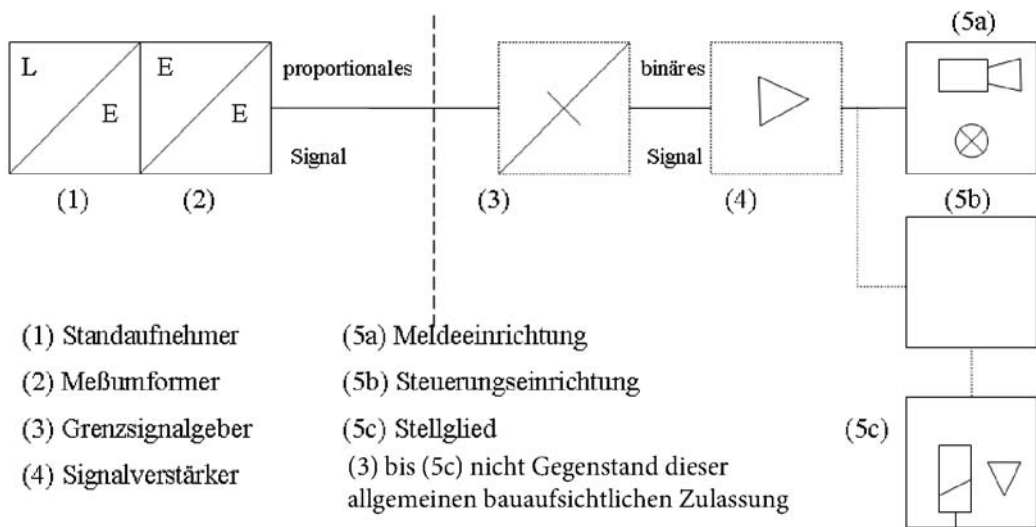 (5a)
L
E
E
E
proportionales
Signal
binäres
Signal
(1)
(2)
(3)
(4)
(5b)
(5c)
(1) Standaufnehmer
(2) Meßumformer
(3) Grenzsignalgeber
(4) Signalverstärker
(5a) Meldeeinrichtung
(5b) Steuerungseinrichtung
(5c) Stellglied
(3) bis (5c) nicht Gegenstand dieser
allgemeinen bauaufsichtlichen Zulassung